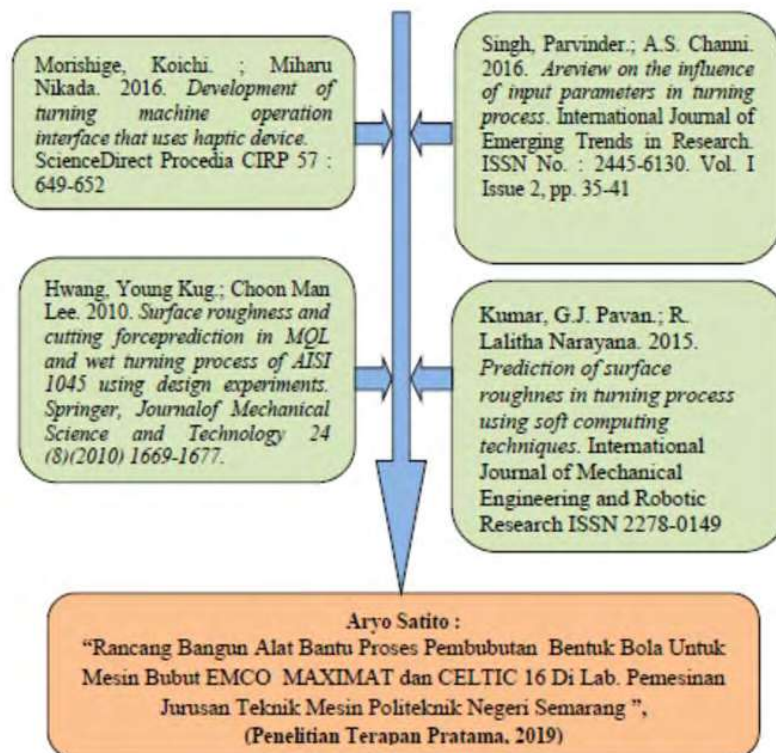 Morishige, Koichi. ; Miharu
Nikada. 2016. Development of
turning machine operation
interface that uses haptic device.
ScienceDirect Procedia CIRP 57 :
649-652
Singh, Parvinder.; A.S. Channi.
2016. Areview on the influence
of input parameters in turning
process. International Journal of
Emerging Trends in Research.
ISSN No. : 2445-6130. Vol. I
Issue 2, pp. 35-41
Hwang, Young Kug.; Choon Man
Lee. 2010. Surface roughness and
cutting forceprediction in MQL
and wet turning process of AISI
1045 using design experiments.
Springer, Journalof Mechanical
Science and Technology 24
(8)(2010) 1669-1677.
Kumar, G.J. Pavan.; R.
Lalitha Narayana. 2015.
Prediction of surface
roughnes in turning process
using soft computing
techniques. International
Journal of Mechanical
Engineering and Robotic
Research ISSN 2278-0149
Aryo Satito :
“Rancang Bangun Alat Bantu Proses Pembubutan Bentuk Bola Untuk
Mesin Bubut EMCO MAXIMAT dan CELTIC 16 Di Lab. Pemesinan
Jurusan Teknik Mesin Politeknik Negeri Semarang ”,
(Penelitian Terapan Pratama, 2019)